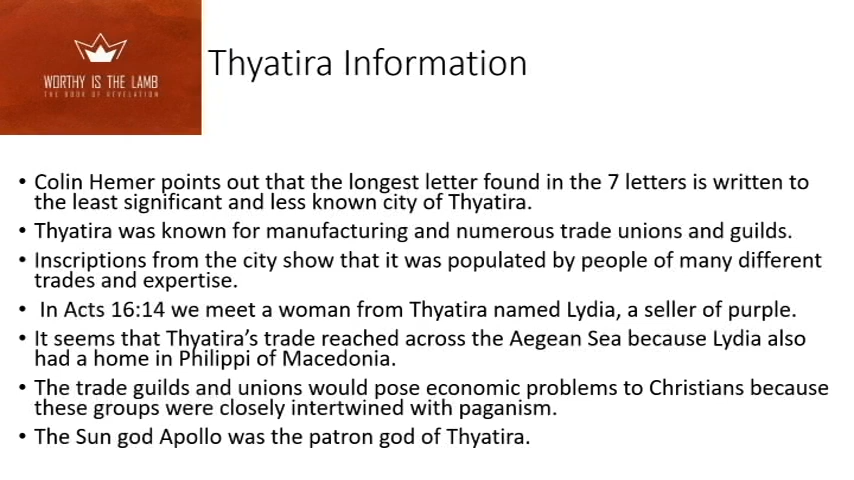 WORTHY IS THE LAMB
THE BOOK OF REVELATION
Thyatira Information
• Colin Hemer points out that the longest letter found in the 7 letters is written to
the least significant and less known city of Thyatira.
• Thyatira was known for manufacturing and numerous trade unions and guilds.
• Inscriptions from the city show that it was populated by people of many different
trades and expertise.
• In Acts 16:14 we meet a woman from Thyatira named Lydia, a seller of purple.
• It seems that Thyatira’s trade reached across the Aegean Sea because Lydia also
had a home in Philippi of Macedonia.
• The trade guilds and unions would pose economic problems to Christians because
these groups were closely intertwined with paganism.
• The Sun god Apollo was the patron god of Thyatira.